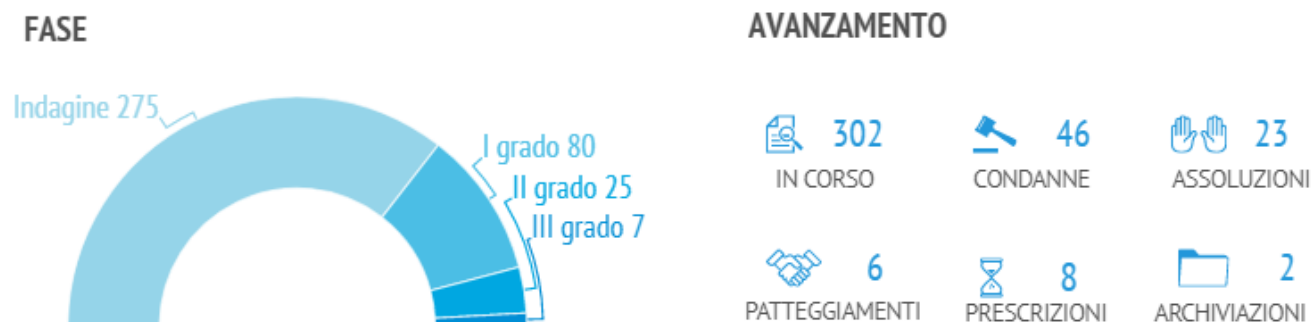 FASE
Indagine 275
I grado 80
II grado 25
III grado 7
AVANZAMENTO
302
IN CORSO
46
CONDANNE
23
ASSOLUZIONI
6
PATTEGGIAMENTI
8
PRESCRIZIONI
2
ARCHIVIAZIONI